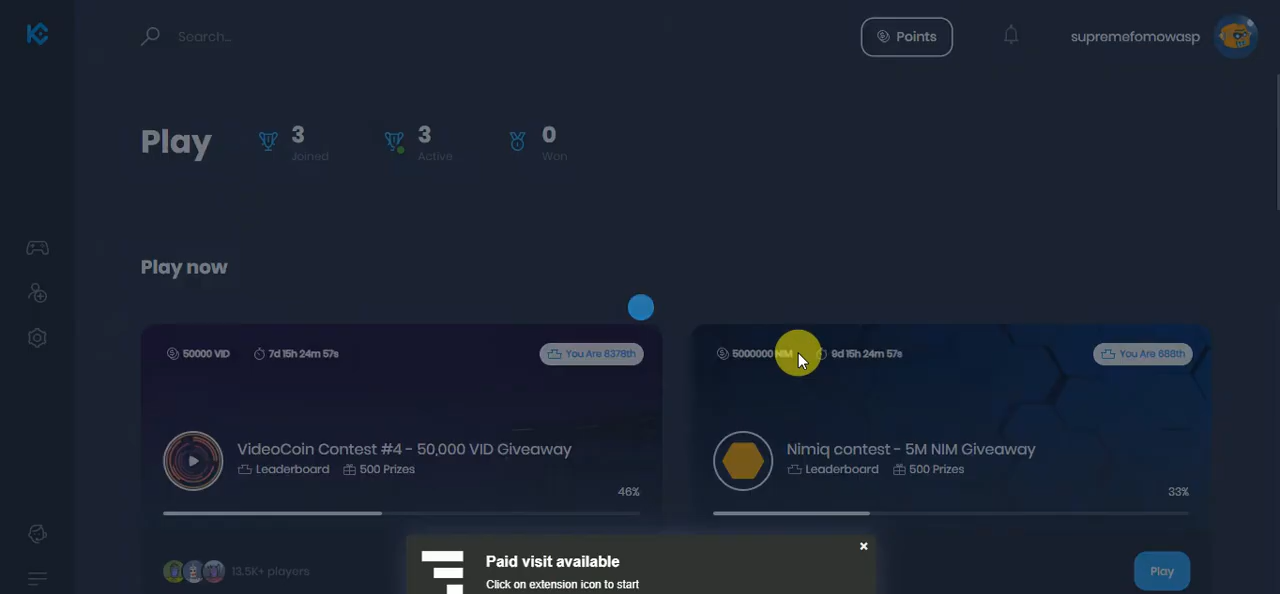 Search...
Points
supremefomowasp
Play
3
Joined
3
Active
0
Won
Play now
50000 VID
7d 15h 24m 57s
You Are 8378th
VideoCoin Contest #4 - 50,000 VID Giveaway
Leaderboard
500 Prizes
46%
13.5K+ players
5000000 NIM
9d 15h 24m 57s
You Are 688th
Nimiq contest - 5M NIM Giveaway
Leaderboard
500 Prizes
33%
Play
Paid visit available
Click on extension icon to start